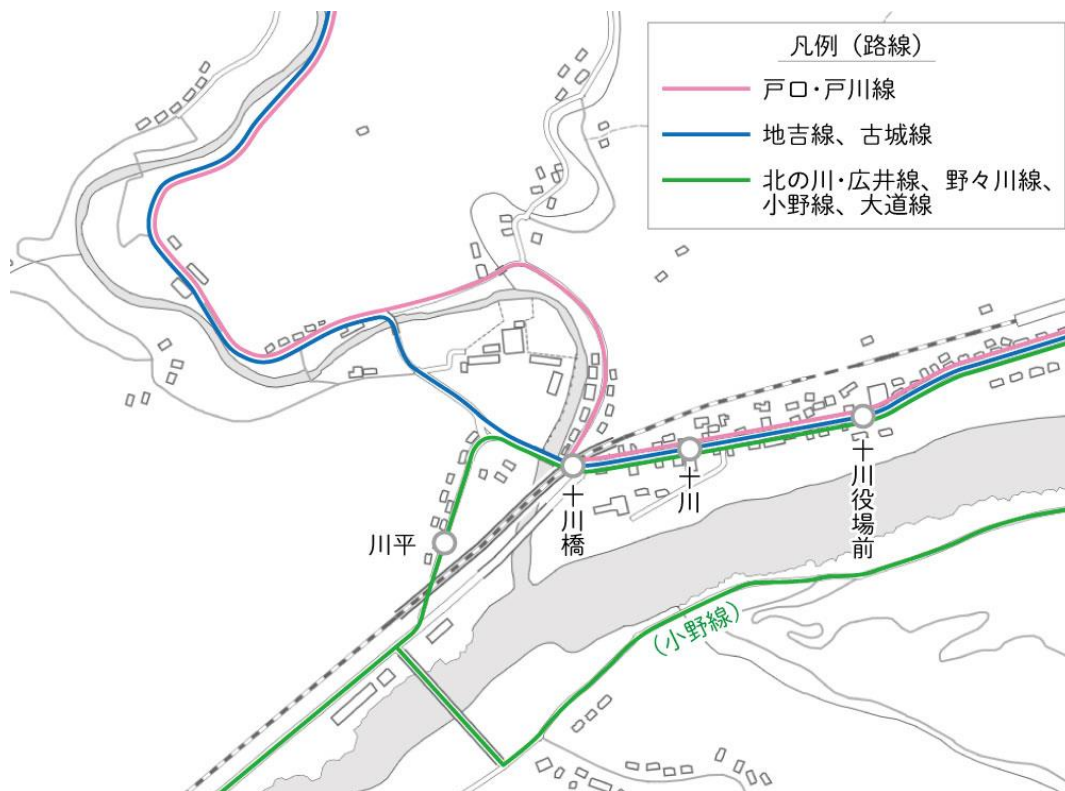 凡例（路線）
戸口・戸川線
地吉線、古城線
北の川・広井線、野々川線、
小野線、大道線
川平
十川橋
十川
十川役場前
（小野線）